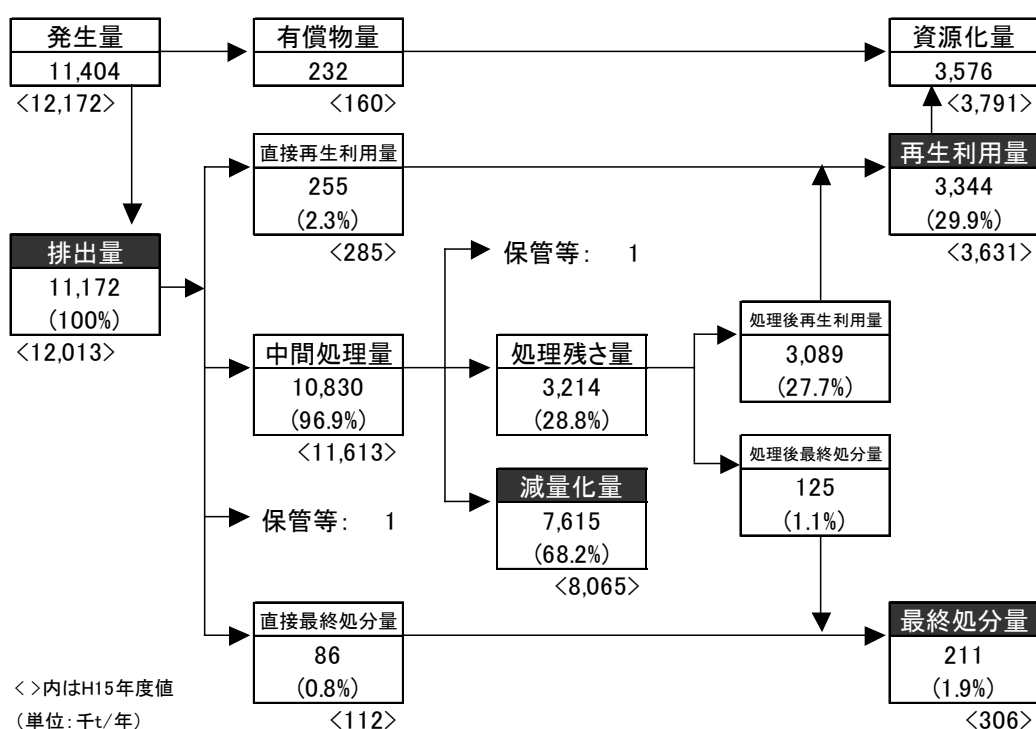 発生量
11,404
<12,172>
有償物量
232
<160>
資源化量
3,576
<3,791>
直接再生利用量
255
(2.3%)
<285>
再生利用量
3,344
(29.9%)
<3,631>
排出量
11,172
(100%)
<12,013>
保管等: 1
中間処理量
10,830
(96.9%)
<11,613>
処理残さ量
3,214
(28.8%)
処理後再生利用量
3,089
(27.7%)
処理後最終処分量
125
(1.1%)
減量化量
7,615
(68.2%)
<8,065>
保管等: 1
直接最終処分量
86
(0.8%)
<112>
最終処分量
211
(1.9%)
<306>
< >内はH15年度値
(単位:千t/年)